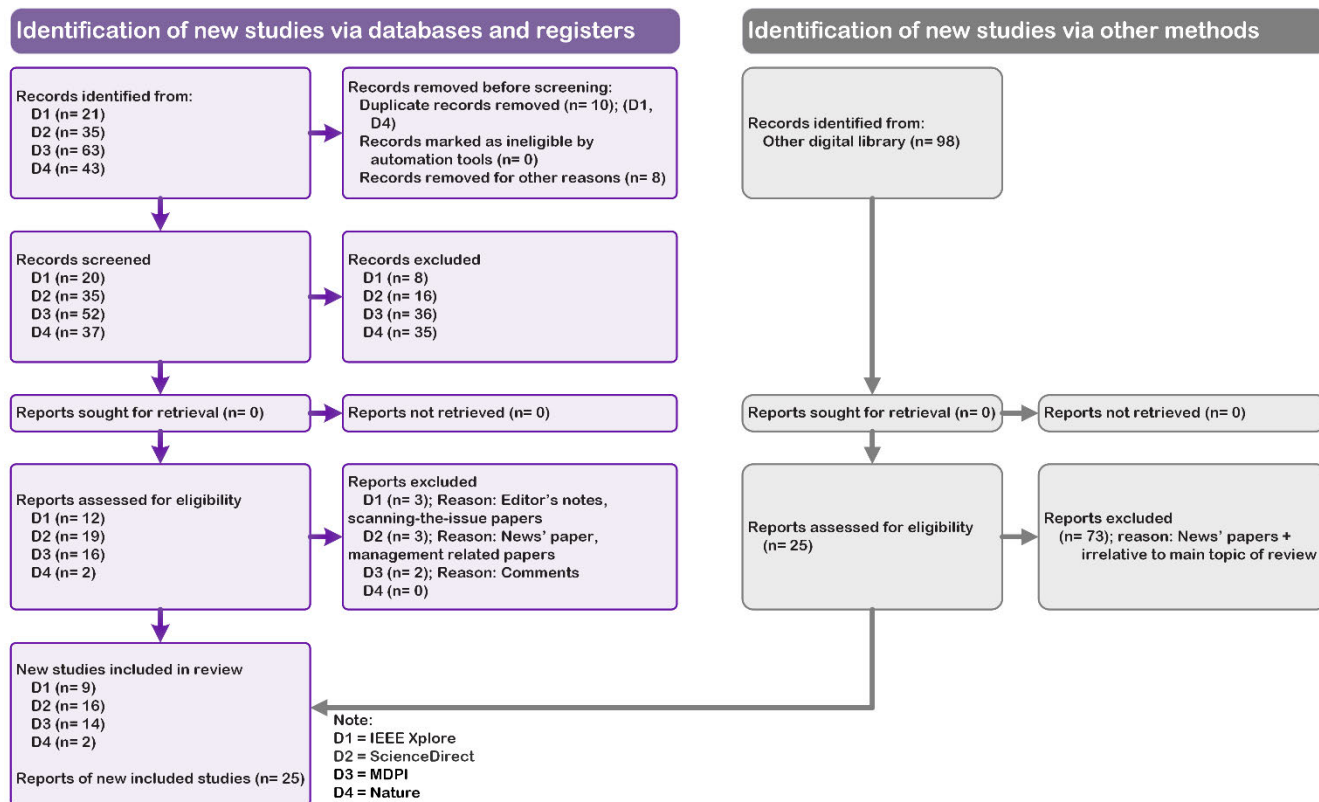 Identification of new studies via databases and registers
Identification of new studies via other methods
Records identified from:
D1 (n= 21)
D2 (n= 35)
D3 (n= 63)
D4 (n= 43)
Records removed before screening:
Duplicate records removed (n= 10); (D1,
D4)
Records marked as ineligible by
automation tools (n= 0)
Records removed for other reasons (n= 8)
Records identified from:
Other digital library (n= 98)
Records screened
D1 (n= 20)
D2 (n= 35)
D3 (n= 52)
D4 (n= 37)
Records excluded
D1 (n= 8)
D2 (n= 16)
D3 (n= 36)
D4 (n= 35)
Reports sought for retrieval (n= 0)
Reports not retrieved (n= 0)
Reports sought for retrieval (n= 0)
Reports not retrieved (n= 0)
Reports assessed for eligibility
D1 (n= 12)
D2 (n= 19)
D3 (n= 16)
D4 (n= 2)
Reports excluded
D1 (n= 3); Reason: Editor's notes,
scanning-the-issue papers
D2 (n= 3); Reason: News' paper,
management related papers
D3 (n= 2); Reason: Comments
D4 (n= 0)
Reports assessed for eligibility
(n= 25)
Reports excluded
(n= 73); reason: News' papers +
irrelative to main topic of review
New studies included in review
D1 (n= 9)
D2 (n= 16)
D3 (n= 14)
D4 (n= 2)
Reports of new included studies (n= 25)
Note:
D1 = IEEE Xplore
D2 = ScienceDirect
D3 = MDPI
D4 = Nature